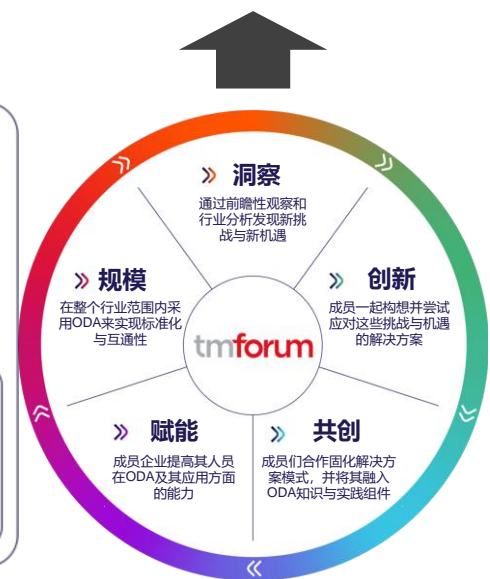 洞察
通过前瞻性观察和
行业分析发现新挑
战与新机遇
规模
在整个行业范围内采
用ODA来实现标准化
与互通性
创新
成员一起构想并尝试
应对这些挑战与机遇
的解决方案
tmforum
赋能
成员企业提高其人员
在ODA及其应用方面
的能力
共创
成员们合作固化解决方
案模式，并将其融入
ODA知识与实践组件